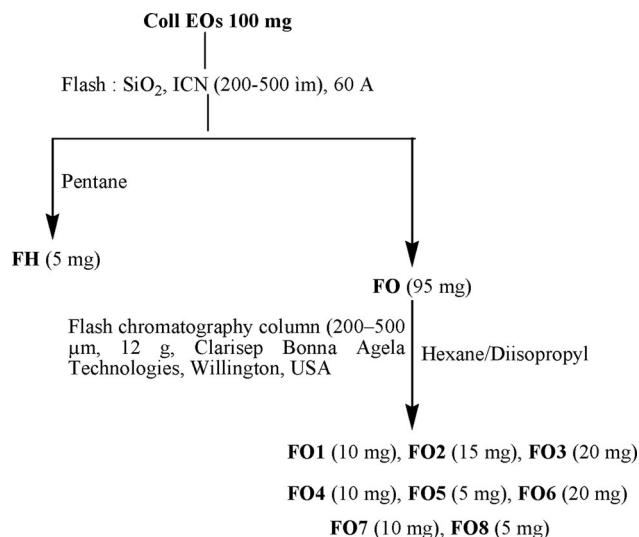 Coll EOs 100 mg
Flash : SiO₂, ICN (200-500 ìm), 60 A
Pentane
FH (5 mg)
FO (95 mg)
Flash chromatography column (200–500
µm, 12 g, Clarisep Bonna Agela
Technologies, Willington, USA
Hexane/Diisopropyl
FO1 (10 mg), FO2 (15 mg), FO3 (20 mg)
FO4 (10 mg), FO5 (5 mg), FO6 (20 mg)
FO7 (10 mg), FO8 (5 mg)